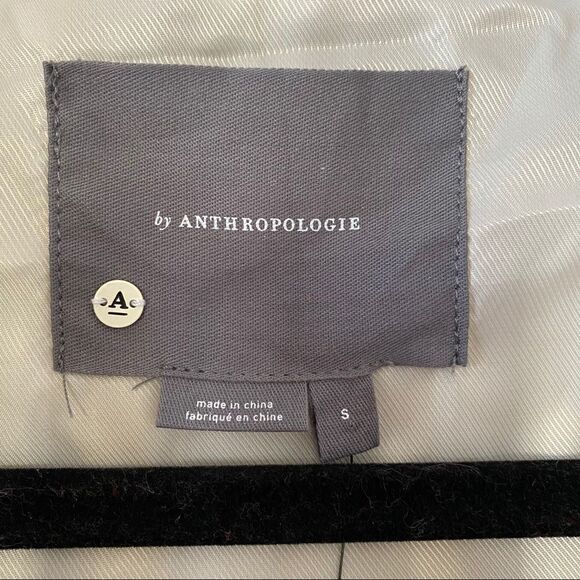 by ANTHROPOLOGIE
A
made in china
fabriqué en chine
S